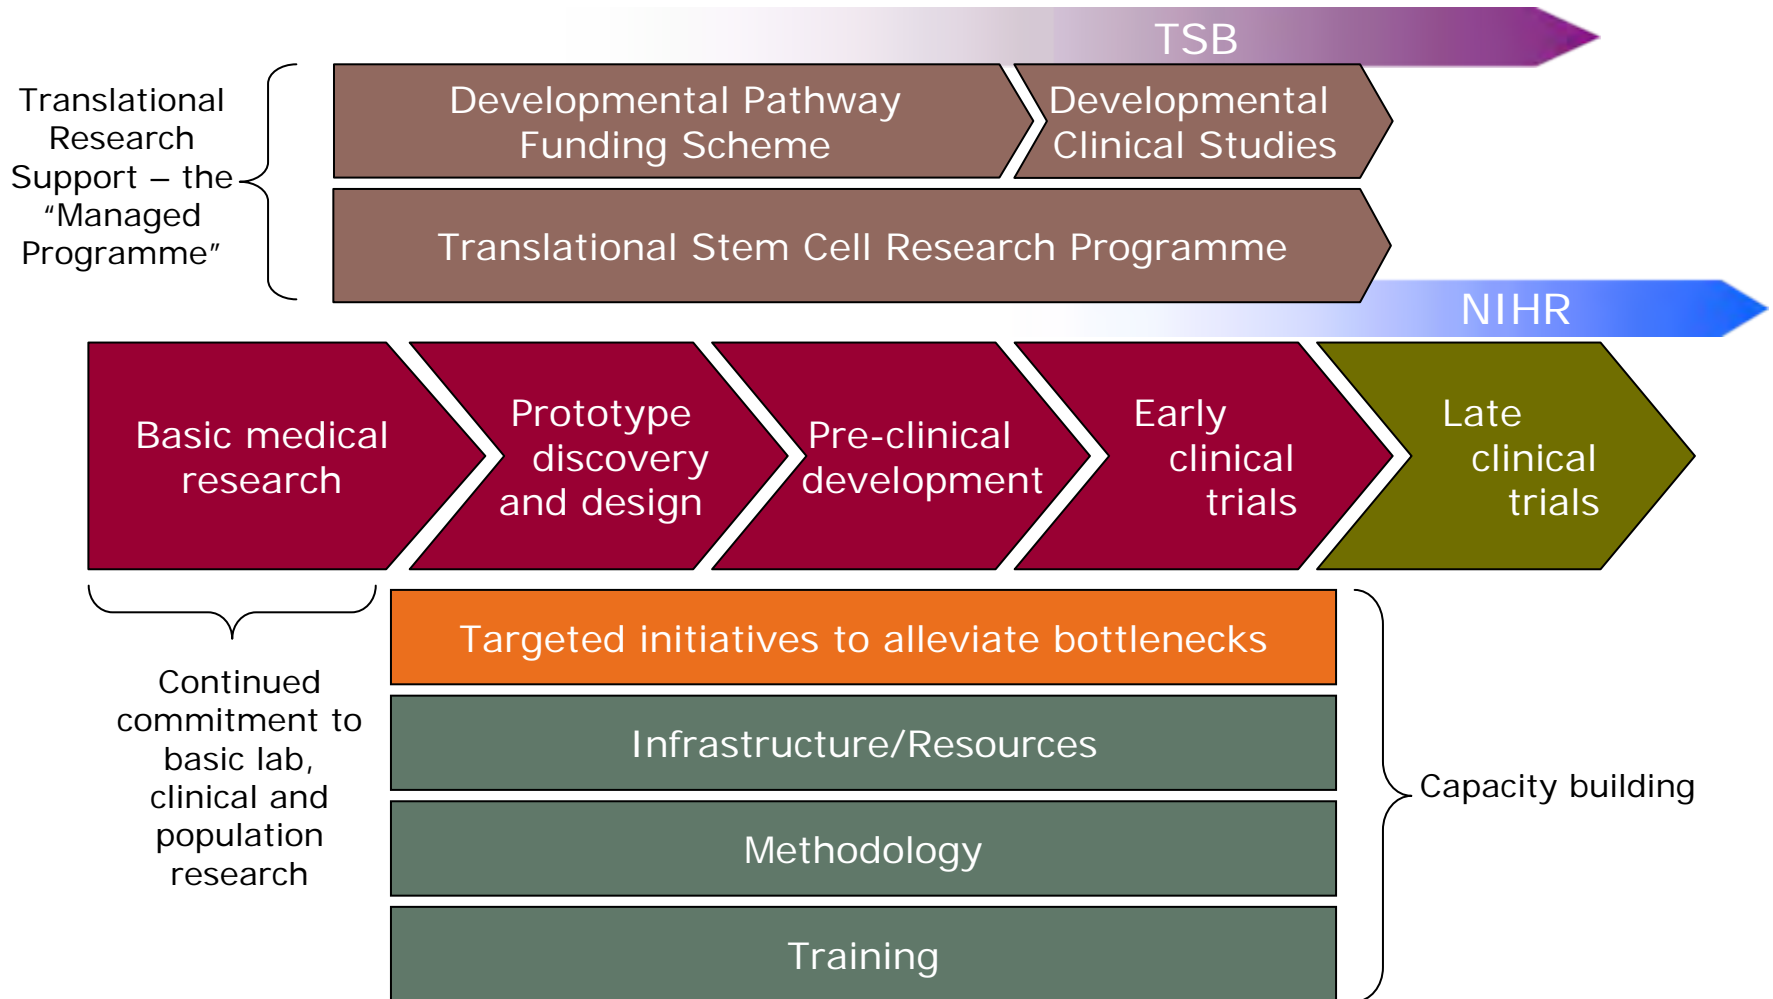 TSB
Translational
Research
Support – the
“Managed
Programme”
Developmental Pathway
Funding Scheme
Developmental
Clinical Studies
Translational Stem Cell Research Programme
NIHR
Basic medical
research
Prototype
discovery
and design
Pre-clinical
development
Early
clinical
trials
Late
clinical
trials
Continued
commitment to
basic lab,
clinical and
population
research
Targeted initiatives to alleviate bottlenecks
Infrastructure/Resources
Methodology
Training
Capacity building